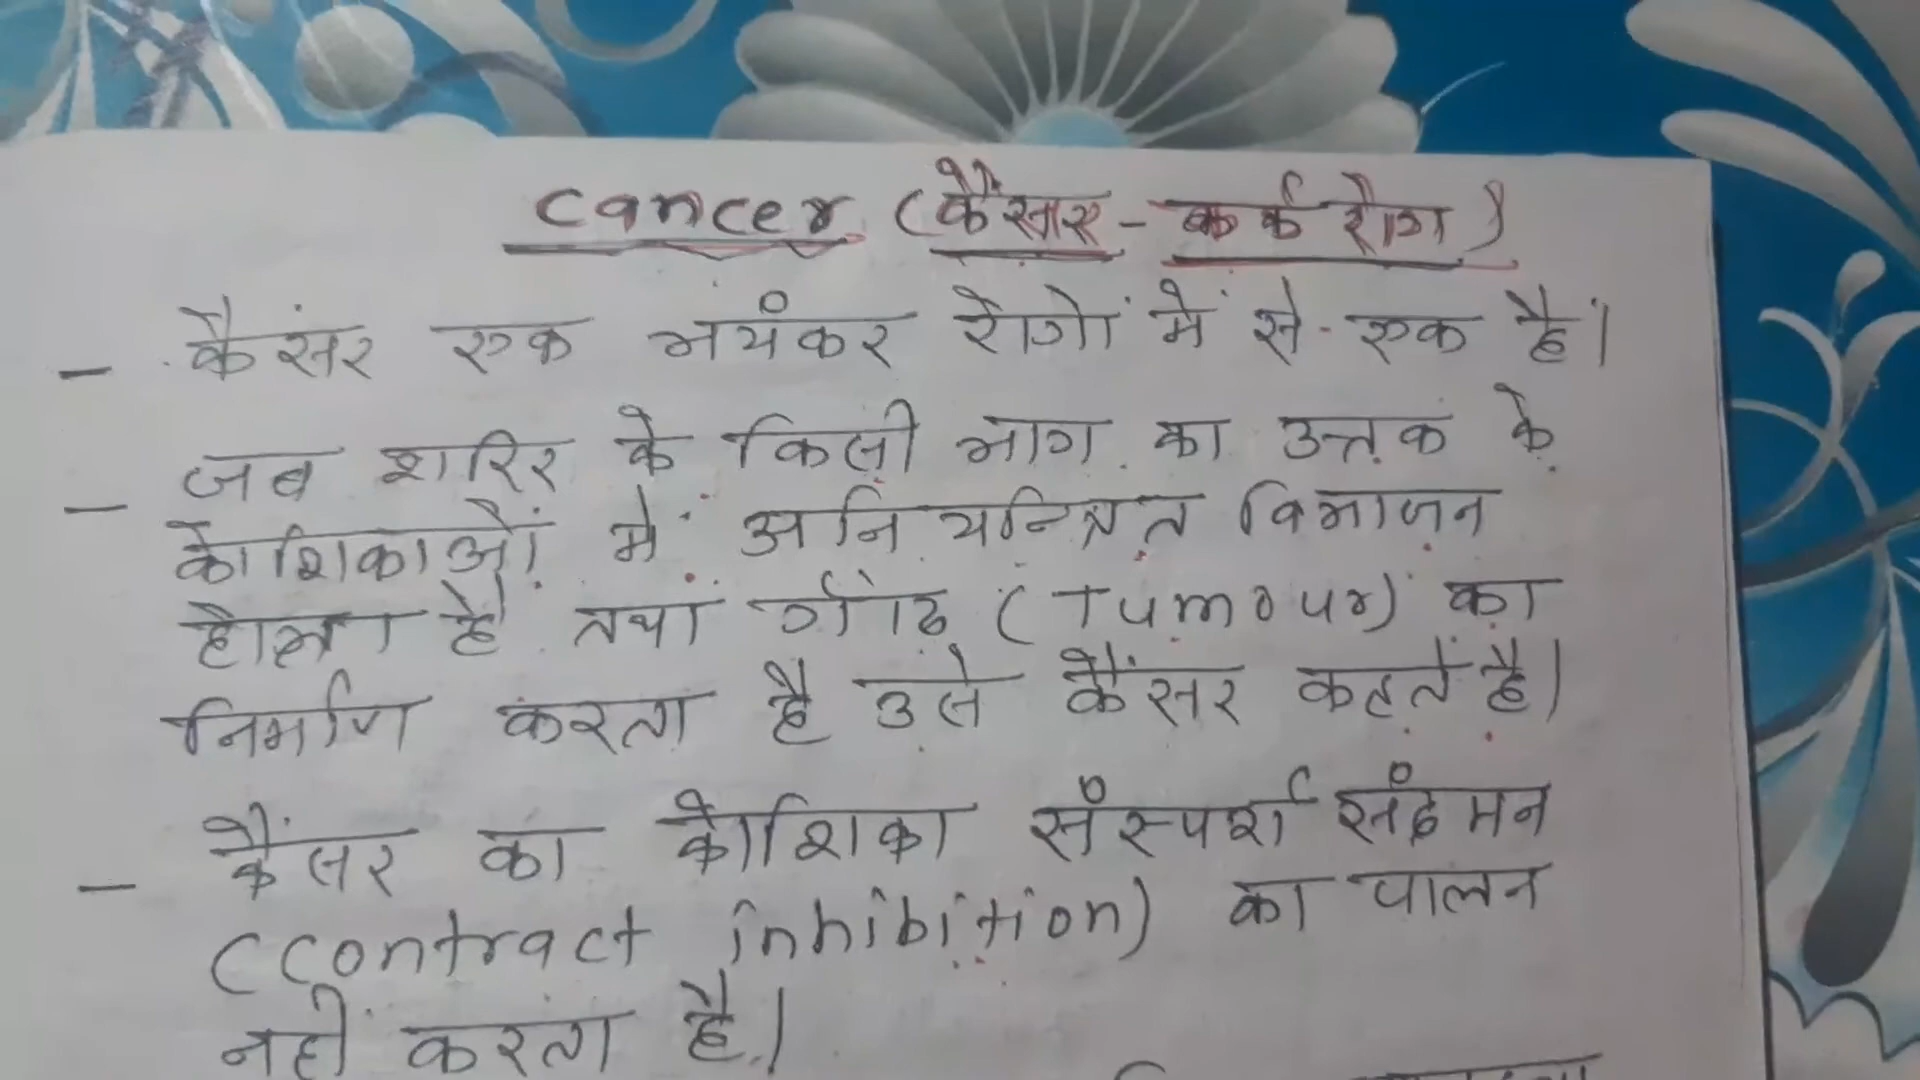 Cancer (कैंसर - कर्क रोग)
- कैंसर एक भयंकर रोगों में से एक है।
- जब शरिर के किसी भाग का उत्तक के
कोशिकाओं में अनियन्त्रित विभाजन
होता है तथा गाँठ (Tumour) का
निर्माण करता है उसे कैंसर कहते है।
- कैंसर का कोशिका संस्पर्श संदमन
(Contract inhibition) का पालन
नहीं करता है।